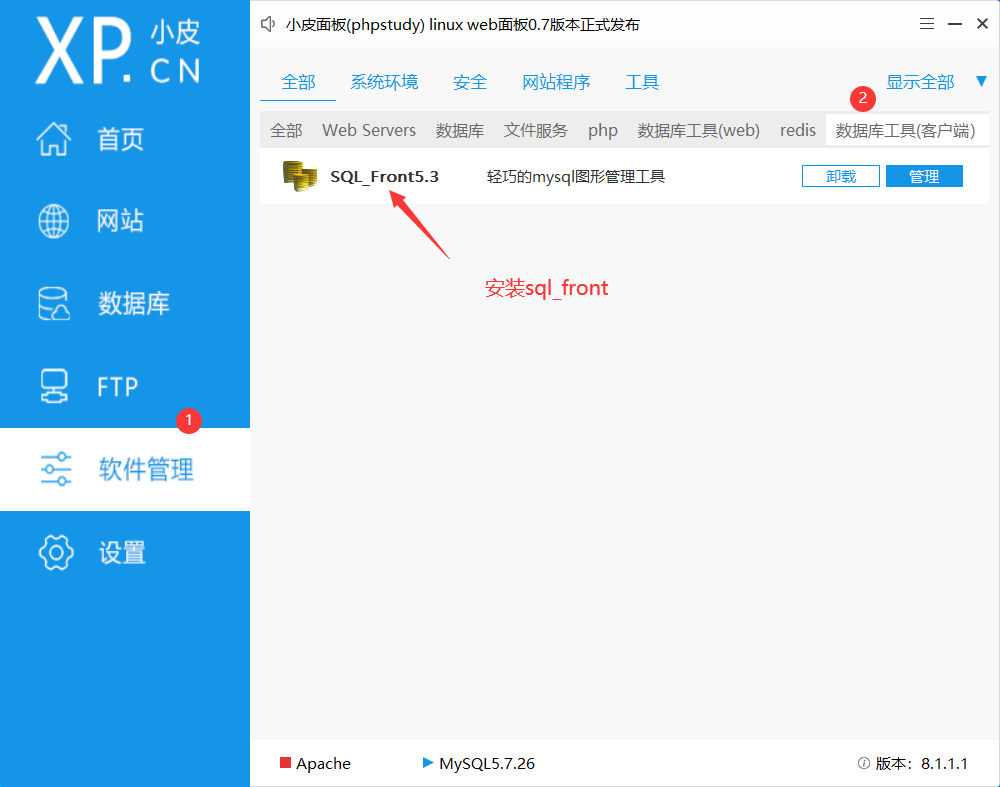 XP.小皮CN
小皮面板(phpstudy) linux web面板0.7版本正式发布
首页
网站
数据库
FTP
1
软件管理
设置
全部 系统环境 安全 网站程序 工具 显示全部
2
全部 Web Servers 数据库 文件服务 php 数据库工具(web) redis 数据库工具(客户端)
SQL_Front5.3 轻巧的mysql图形管理工具 卸载 管理
安装sql_front
Apache MySQL5.7.26 版本：8.1.1.1